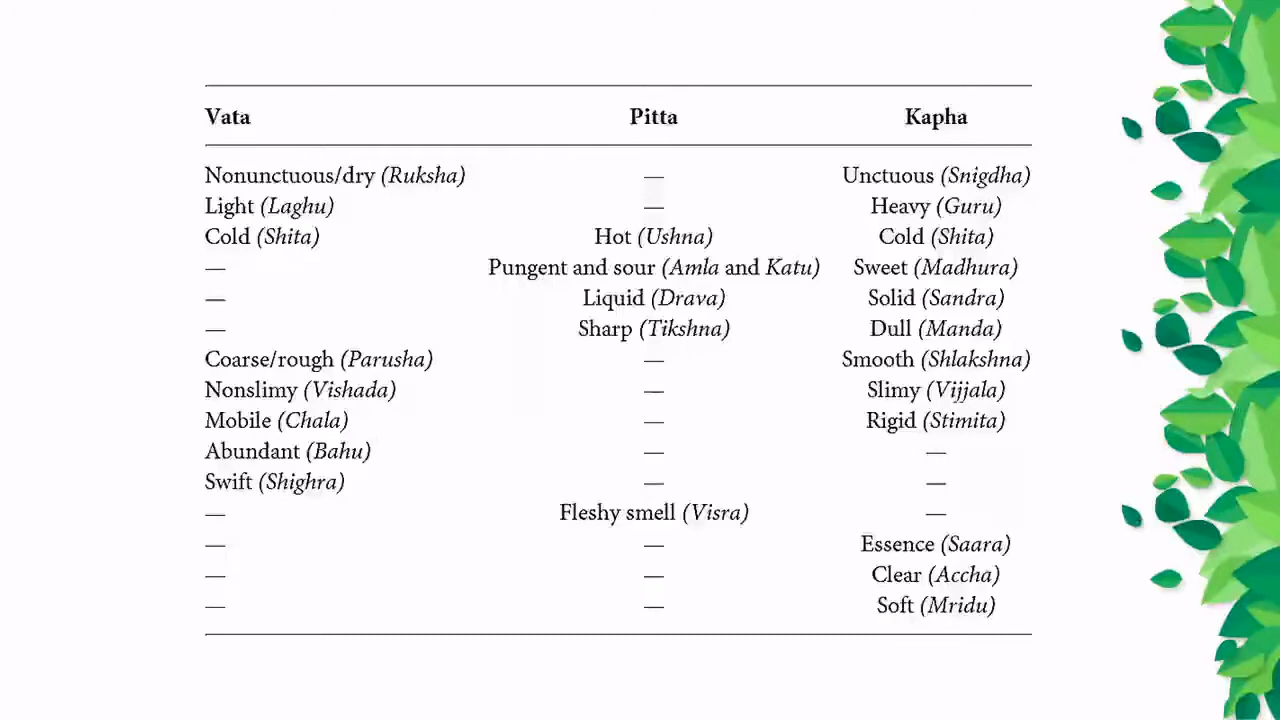 Vata Pitta Kapha
Nonunctuous/dry (Ruksha) — Unctuous (Snigdha)
Light (Laghu) — Heavy (Guru)
Cold (Shita) Hot (Ushna) Cold (Shita)
— Pungent and sour (Amla and Katu) Sweet (Madhura)
— Liquid (Drava) Solid (Sandra)
— Sharp (Tikshna) Dull (Manda)
Coarse/rough (Parusha) — Smooth (Shlakshna)
Nonslimy (Vishada) — Slimy (Vijjala)
Mobile (Chala) — Rigid (Stimita)
Abundant (Bahu) — —
Swift (Shighra) — —
— Fleshy smell (Visra) —
— — Essence (Saara)
— — Clear (Accha)
— — Soft (Mridu)